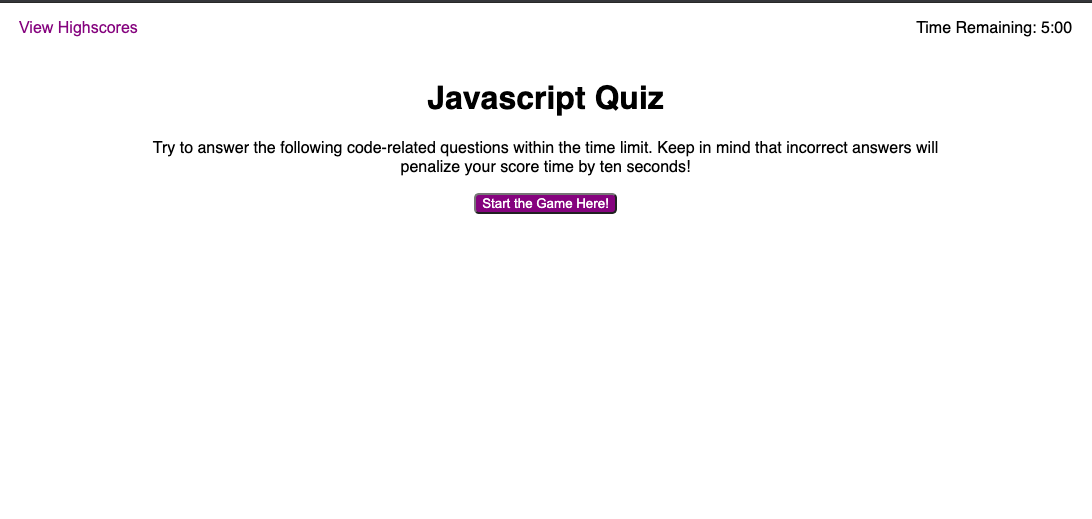 View Highscores
Time Remaining: 5:00
Javascript Quiz
Try to answer the following code-related questions within the time limit. Keep in mind that incorrect answers will
penalize your score time by ten seconds!
Start the Game Here!